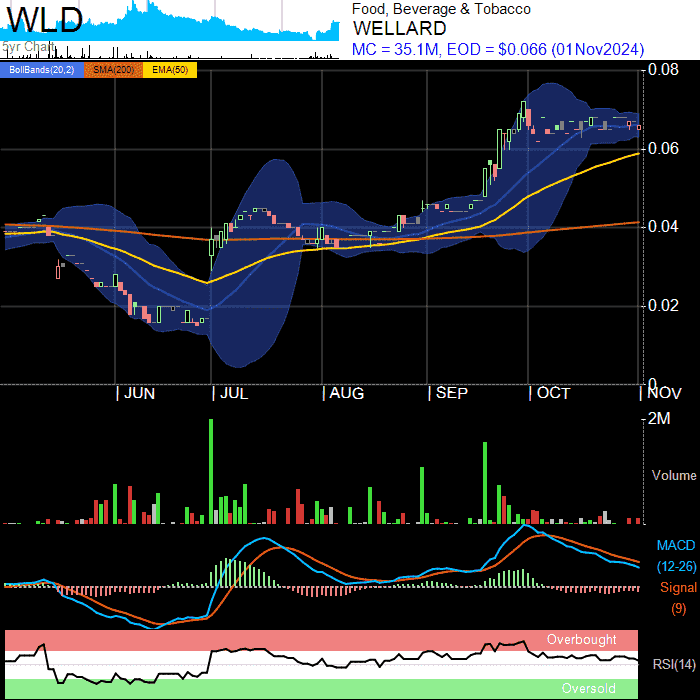 WLD
5yr Chart
Food, Beverage & Tobacco
WELLARD
MC = 35.1M, EOD = $0.066 (01Nov2024)
BollBands(20,2) SMA(200) EMA(50)
0.08
0.06
0.04
0.02
0
JUN JUL AUG SEP OCT NOV
2M
Volume
MACD
(12-26)
Signal
(9)
Overbought
RSI(14)
Oversold